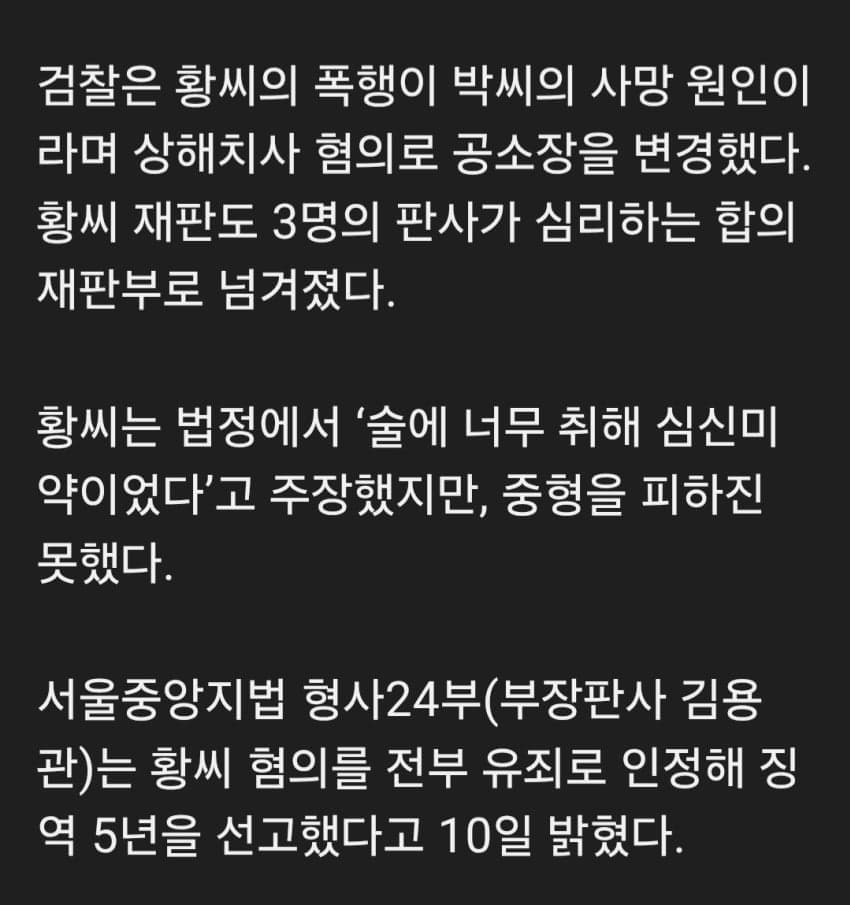 검찰은 황씨의 폭행이 박씨의 사망 원인이
라며 상해치사 혐의로 공소장을 변경했다.
황씨 재판도 3명의 판사가 심리하는 합의
재판부로 넘겨졌다.
황씨는 법정에서 ‘술에 너무 취해 심신미
약이었다’고 주장했지만, 중형을 피하진
못했다.
서울중앙지법 형사24부(부장판사 김용
관)는 황씨 혐의를 전부 유죄로 인정해 징
역 5년을 선고했다고 10일 밝혔다.